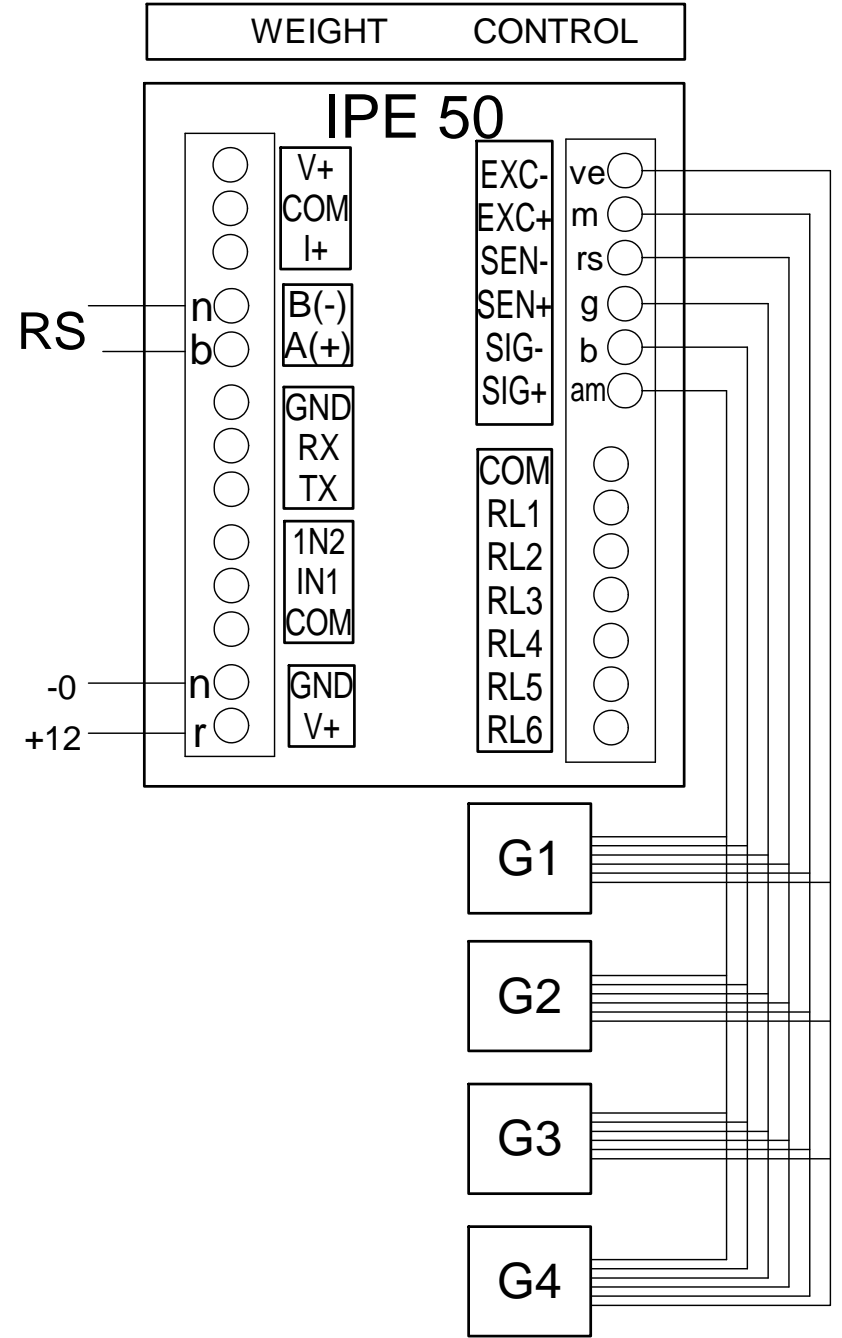 WEIGHT CONTROL
IPE 50
V+
COM
I+
n B(-)
b A(+)
RS
GND
RX
TX
1N2
IN1
COM
-0 n GND
+12 r V+
EXC- ve
EXC+ m
SEN- rs
SEN+ g
SIG- b
SIG+ am
COM
RL1
RL2
RL3
RL4
RL5
RL6
G1
G2
G3
G4